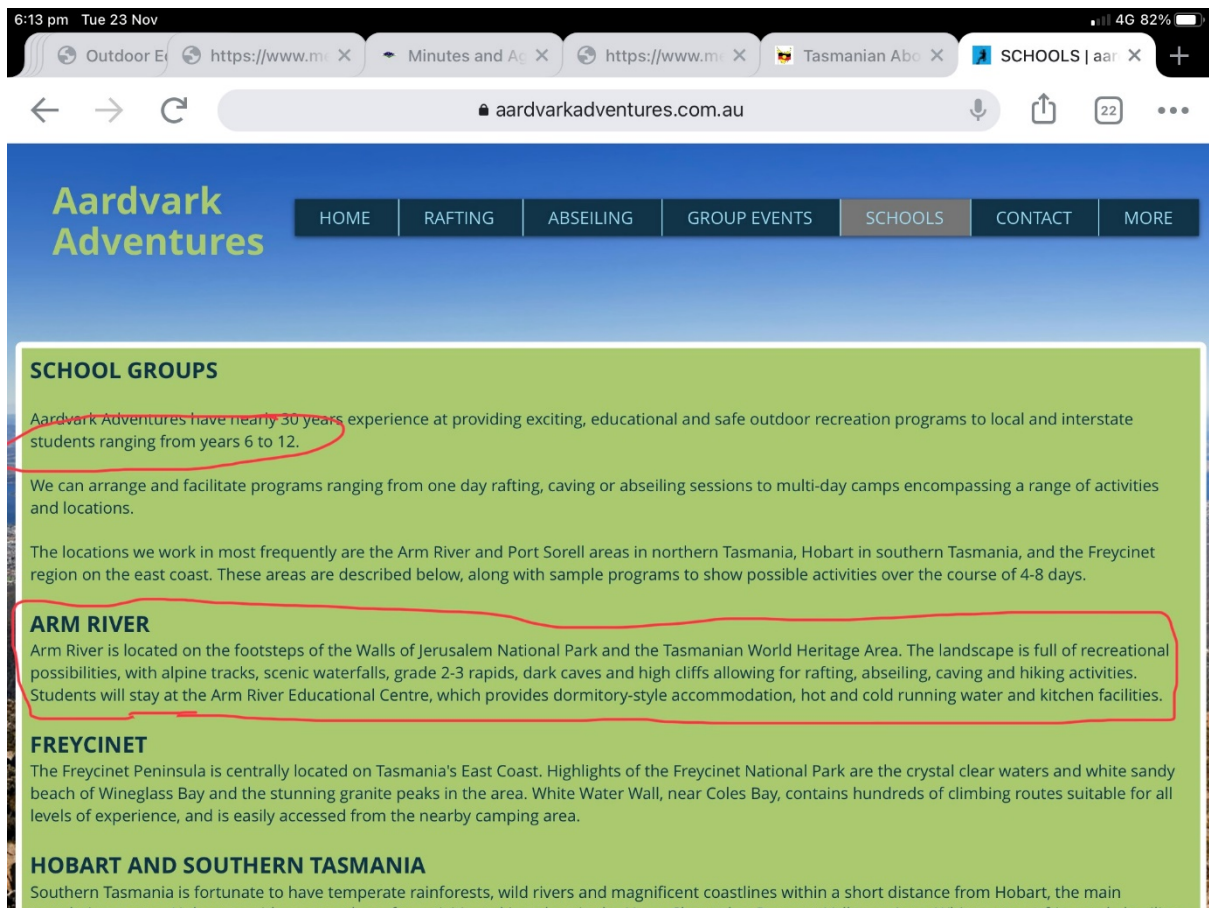 6:13 pm Tue 23 Nov
4G 82%
Outdoor E
https://www.m
Minutes and Ag
https://www.m
Tasmanian Abo
SCHOOLS | aar
aardvarkadventures.com.au
22
Aardvark
Adventures
HOME
RAFTING
ABSEILING
GROUP EVENTS
SCHOOLS
CONTACT
MORE
SCHOOL GROUPS
Aardvark Adventures have nearly 30 years experience at providing exciting, educational and safe outdoor recreation programs to local and interstate
students ranging from years 6 to 12.
We can arrange and facilitate programs ranging from one day rafting, caving or abseiling sessions to multi-day camps encompassing a range of activities
and locations.
The locations we work in most frequently are the Arm River and Port Sorell areas in northern Tasmania, Hobart in southern Tasmania, and the Freycinet
region on the east coast. These areas are described below, along with sample programs to show possible activities over the course of 4-8 days.
ARM RIVER
Arm River is located on the footsteps of the Walls of Jerusalem National Park and the Tasmanian World Heritage Area. The landscape is full of recreational
possibilities, with alpine tracks, scenic waterfalls, grade 2-3 rapids, dark caves and high cliffs allowing for rafting, abseiling, caving and hiking activities.
Students will stay at the Arm River Educational Centre, which provides dormitory-style accommodation, hot and cold running water and kitchen facilities.
FREYCINET
The Freycinet Peninsula is centrally located on Tasmania's East Coast. Highlights of the Freycinet National Park are the crystal clear waters and white sandy
beach of Wineglass Bay and the stunning granite peaks in the area. White Water Wall, near Coles Bay, contains hundreds of climbing routes suitable for all
levels of experience, and is easily accessed from the nearby camping area.
HOBART AND SOUTHERN TASMANIA
Southern Tasmania is fortunate to have temperate rainforests, wild rivers and magnificent coastlines within a short distance from Hobart, the main